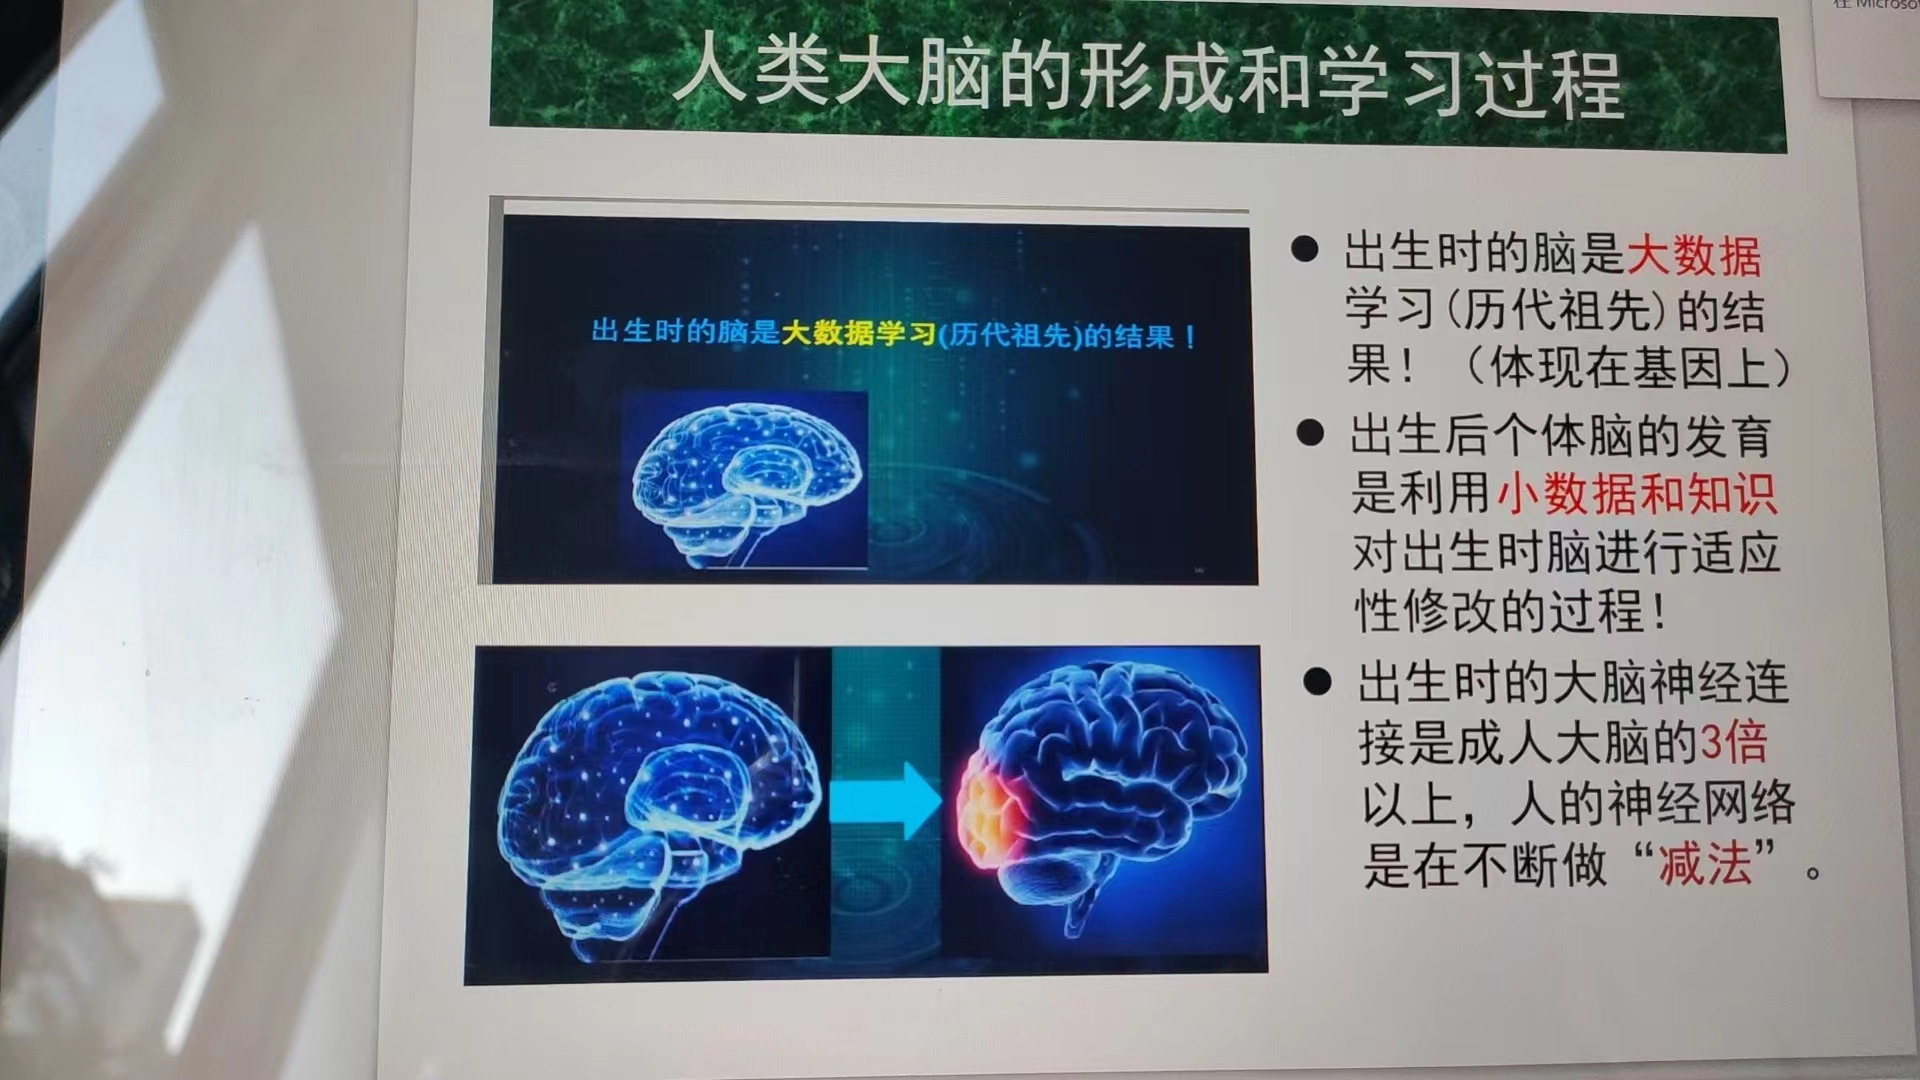 在 Microso
人类大脑的形成和学习过程
出生时的脑是大数据学习(历代祖先)的结果！
● 出生时的脑是大数据
学习(历代祖先)的结
果！（体现在基因上）
● 出生后个体脑的发育
是利用小数据和知识
对出生时脑进行适应
性修改的过程！
● 出生时的大脑神经连
接是成人大脑的3倍
以上，人的神经网络
是在不断做“减法”。